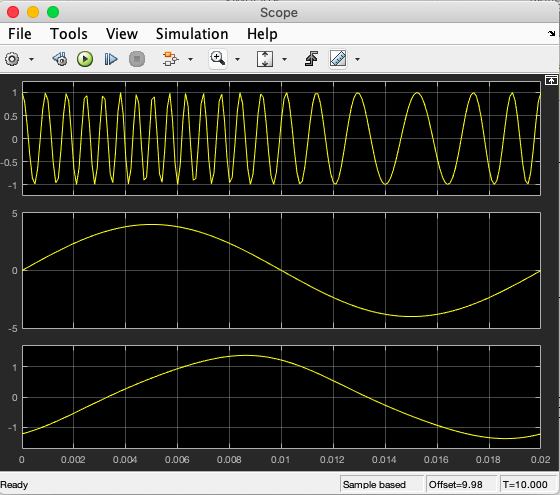 Scope
File Tools View Simulation Help
1
0.5
0
-0.5
-1
5
0
-5
1
0
-1
0 0.002 0.004 0.006 0.008 0.01 0.012 0.014 0.016 0.018 0.02
Ready Sample based Offset=9.98 T=10.000